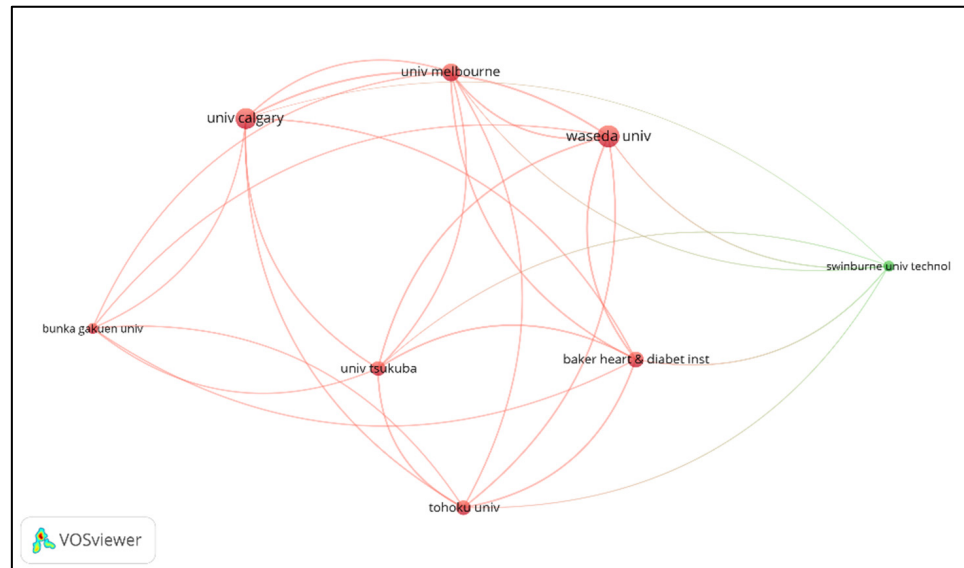 univ melbourne
univ calgary
waseda univ
swinburne univ technol
bunka gakuen univ
baker heart & diabet inst
univ tsukuba
tohoku univ
VOSviewer